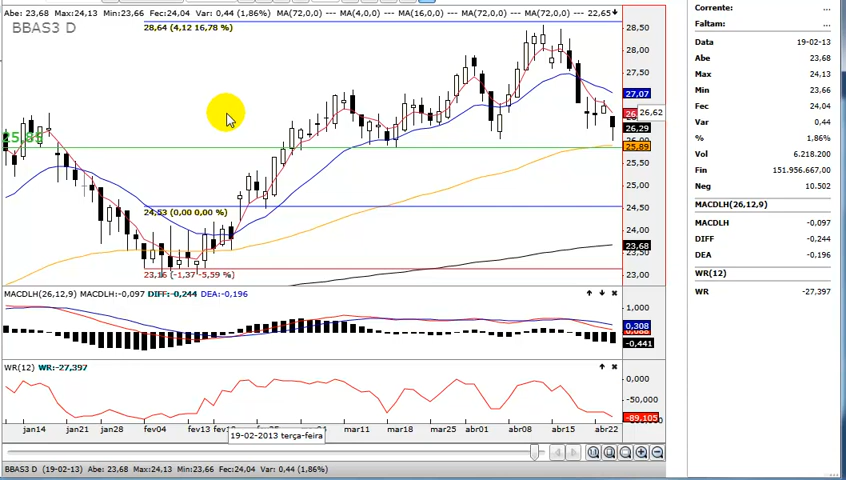 Abe: 23,68 Max:24,13 Min:23,66 Fec:24,04 Var: 0,44 (1,86%) MA(72,0,0) --- MA(4,0,0) --- MA(16,0,0) --- MA(72,0,0) --- MA(72,0,0) --- 22,65
BBAS3 D
28,64 (4,12 16,78 %)
28,50
28,00
27,50
27,07
26,62
26,29
25,89
25,50
25,00
24,50
24,00
23,68
23,00
24,53 (0,00 0,00 %)
23,16 (-1,37-5,59 %)
MACDLH(26,12,9) MACDLH:-0,097 DIFF:-0,244 DEA:-0,196
1,000
0,308
-0,441
WR(12) WR:-27,397
0,000
-50,000
-89,105
jan14 jan21 jan28 fev04 fev13 mar11 mar18 mar25 abr01 abr08 abr15 abr22
19-02-2013 terça-feira
BBAS3 D (19-02-13) Abe: 23,68 Max:24,13 Min:23,66 Fec:24,04 Var: 0,44 (1,86%)
Corrente: ...
Faltam: ...
Data 19-02-13
Abe 23,68
Max 24,13
Min 23,66
Fec 24,04
Var 0,44
% 1,86%
Vol 6.218.200
Fin 151.956.667,00
Neg 10.502
MACDLH(26,12,9)
MACDLH -0,097
DIFF -0,244
DEA -0,196
WR(12)
WR -27,397